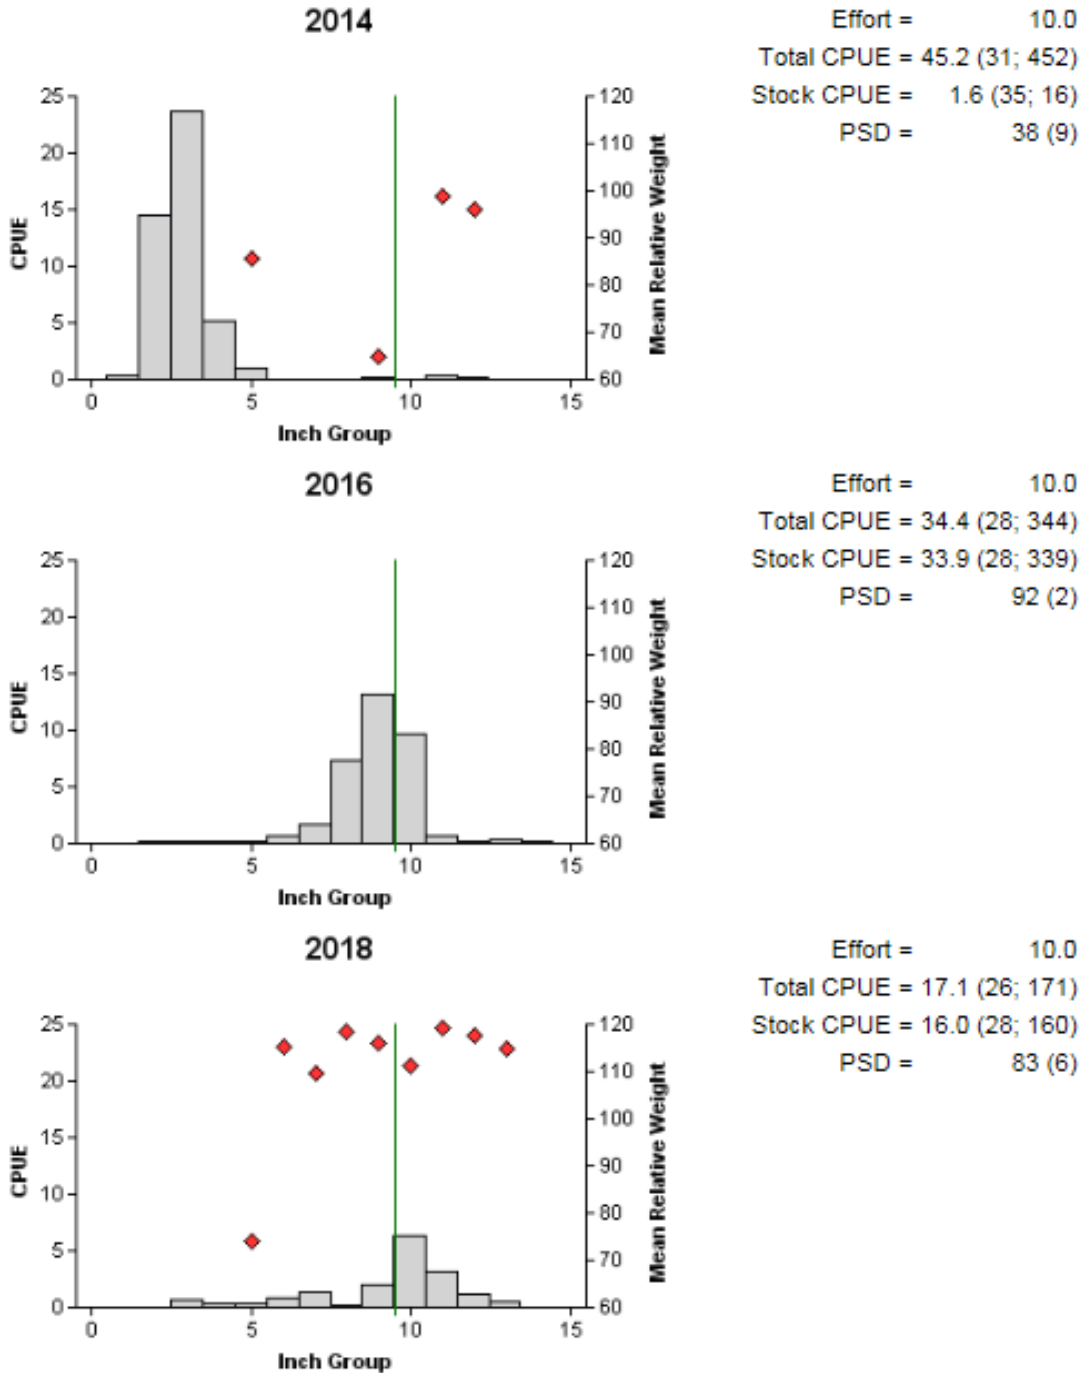 2014
Effort = 10.0
Total CPUE = 45.2 (31; 452)
Stock CPUE = 1.6 (35; 16)
PSD = 38 (9)
25
20
15
10
5
0
CPUE
120
110
100
90
80
70
60
Mean Relative Weight
0 5 10 15
Inch Group
2016
Effort = 10.0
Total CPUE = 34.4 (28; 344)
Stock CPUE = 33.9 (28; 339)
PSD = 92 (2)
25
20
15
10
5
0
CPUE
120
110
100
90
80
70
60
Mean Relative Weight
0 5 10 15
Inch Group
2018
Effort = 10.0
Total CPUE = 17.1 (26; 171)
Stock CPUE = 16.0 (28; 160)
PSD = 83 (6)
25
20
15
10
5
0
CPUE
120
110
100
90
80
70
60
Mean Relative Weight
0 5 10 15
Inch Group